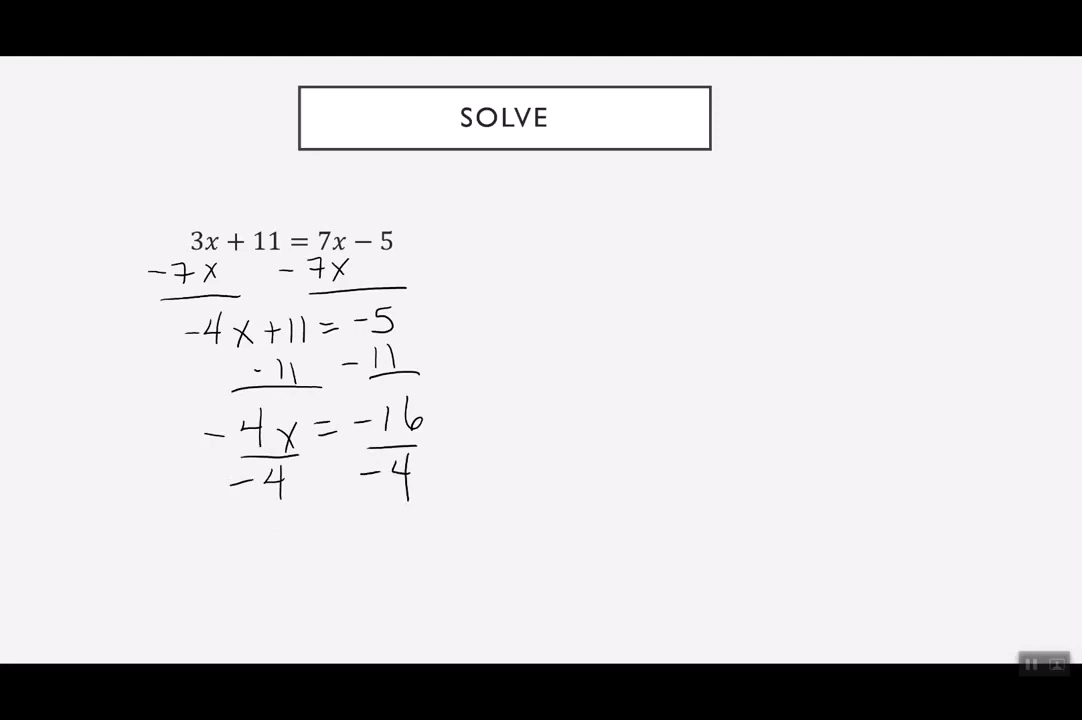 SOLVE
3x + 11 = 7x − 5
-7x -7x
-4x+11 = -5
-11 -11
-4x = -16
-4 -4